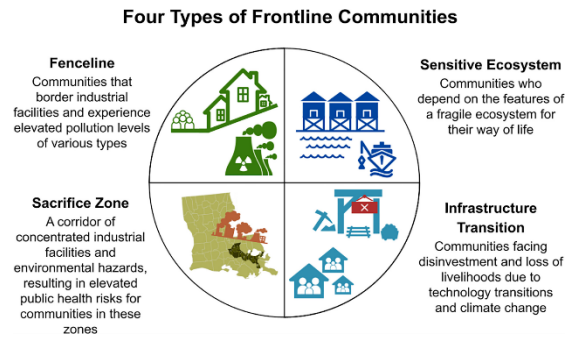 Four Types of Frontline Communities
Fenceline
Communities that
border industrial
facilities and experience
elevated pollution levels
of various types
Sensitive Ecosystem
Communities who
depend on the features of
a fragile ecosystem for
their way of life
Sacrifice Zone
A corridor of
concentrated industrial
facilities and
environmental hazards,
resulting in elevated
public health risks for
communities in these
zones
Infrastructure
Transition
Communities facing
disinvestment and loss of
livelihoods due to
technology transitions
and climate change